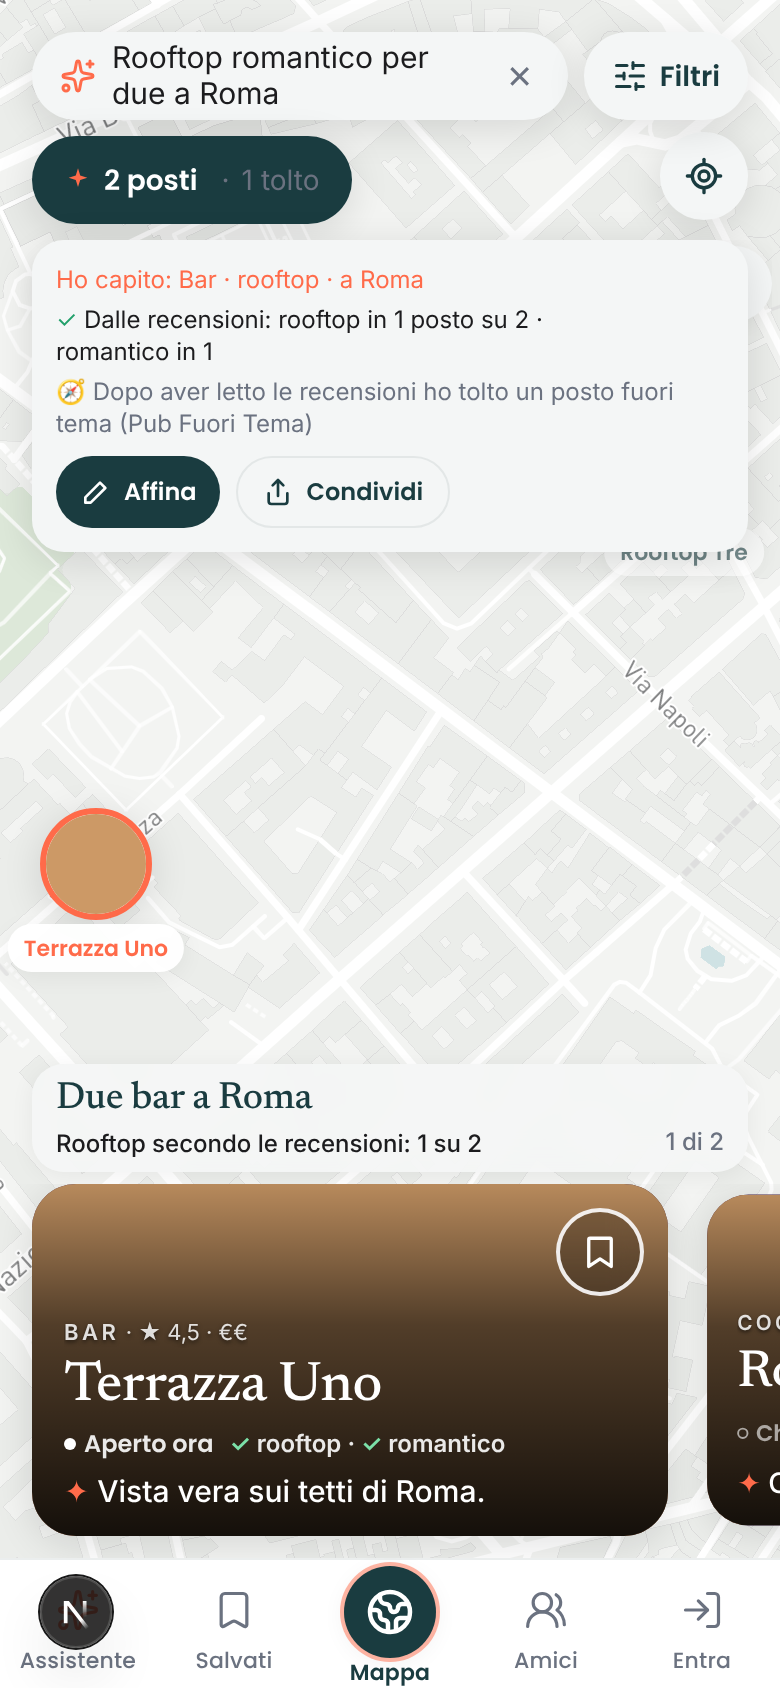 Rooftop romantico per
due a Roma
Filtri
Via
2 posti · 1 tolto
Ho capito: Bar · rooftop · a Roma
✓ Dalle recensioni: rooftop in 1 posto su 2 ·
romantico in 1
🧭 Dopo aver letto le recensioni ho tolto un posto fuori
tema (Pub Fuori Tema)
Affina
Condividi
Rooftop Tre
Via Napoli
Terrazza Uno
Due bar a Roma
Rooftop secondo le recensioni: 1 su 2
1 di 2
BAR · ★ 4,5 · €€
Terrazza Uno
Aperto ora ✓ rooftop · ✓ romantico
✦ Vista vera sui tetti di Roma.
N
Assistente
Salvati
Mappa
Amici
Entra